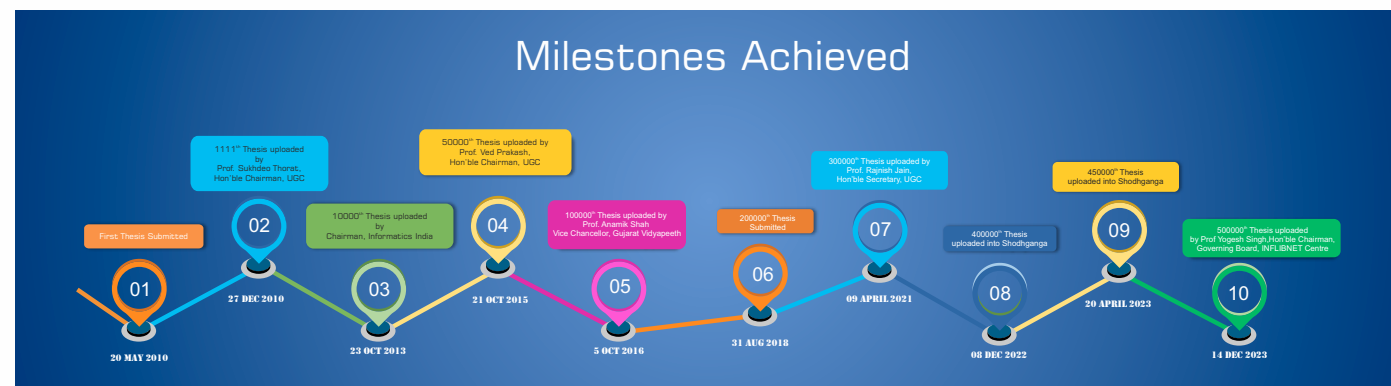 Milestones Achieved
First Thesis Submitted
01
20 MAY 2010
1111th Thesis uploaded
by
Prof. Sukhdeo Thorat,
Hon'ble Chairman, UGC
02
27 DEC 2010
10000th Thesis uploaded
by
Chairman, Informatics India
03
23 OCT 2013
50000th Thesis uploaded by
Prof. Ved Prakash,
Hon'ble Chairman, UGC
04
21 OCT 2015
100000th Thesis uploaded by
Prof. Anamik Shah
Vice Chancellor, Gujarat Vidyapeeth
05
5 OCT 2016
200000th Thesis
Submitted
06
31 AUG 2018
300000th Thesis uploaded by
Prof. Rajnish Jain,
Hon'ble Secretary, UGC
07
09 APRIL 2021
400000th Thesis
uploaded into Shodhganga
08
08 DEC 2022
450000th Thesis
uploaded into Shodhganga
09
20 APRIL 2023
500000th Thesis uploaded
by Prof Yogesh Singh,Hon'ble Chairman,
Governing Board, INFLIBNET Centre
10
14 DEC 2023